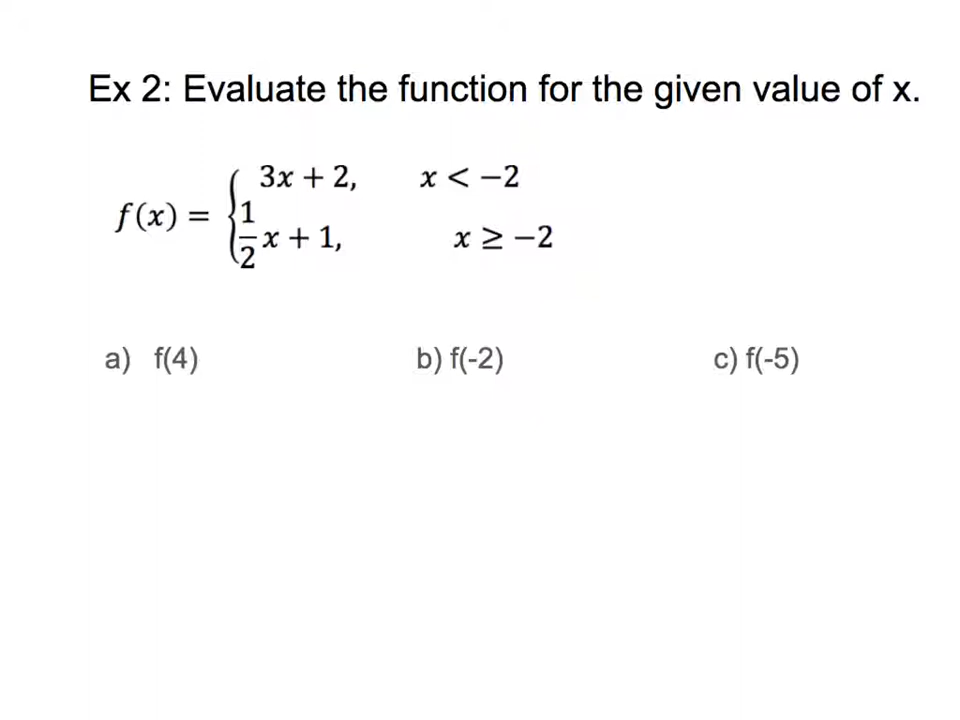 Ex 2: Evaluate the function for the given value of x.
3x + 2, x < −2
f(x) = {
1/2 x + 1, x ≥ −2
a) f(4) b) f(-2) c) f(-5)